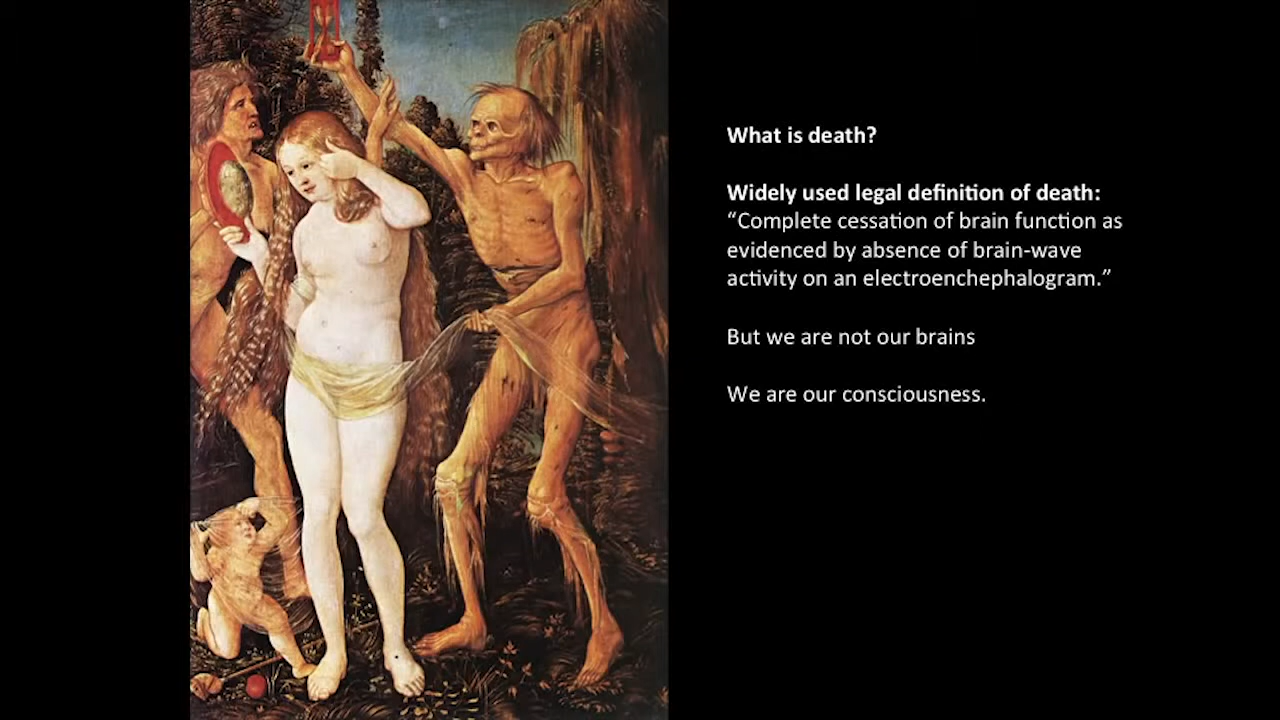 What is death?
Widely used legal definition of death:
“Complete cessation of brain function as
evidenced by absence of brain-wave
activity on an electroenchephalogram.”
But we are not our brains
We are our consciousness.